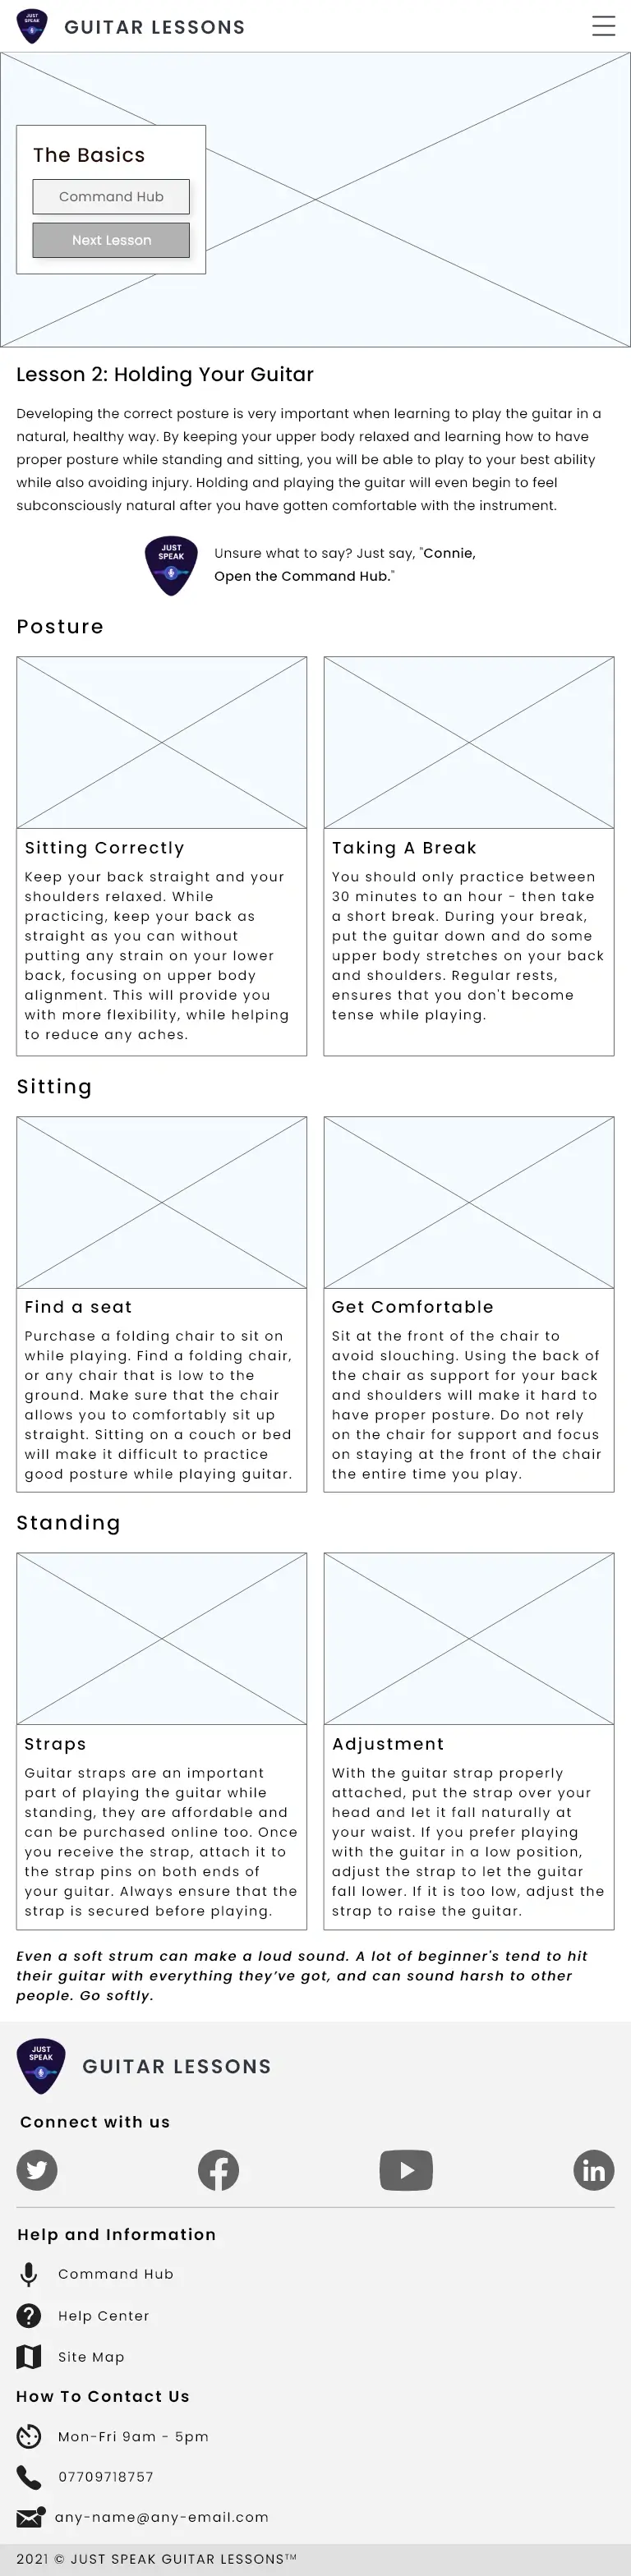 JUST
SPEAK
GUITAR LESSONS
The Basics
Command Hub
Next Lesson
Lesson 2: Holding Your Guitar
Developing the correct posture is very important when learning to play the guitar in a
natural, healthy way. By keeping your upper body relaxed and learning how to have
proper posture while standing and sitting, you will be able to play to your best ability
while also avoiding injury. Holding and playing the guitar will even begin to feel
subconsciously natural after you have gotten comfortable with the instrument.
JUST
SPEAK
Unsure what to say? Just say, "Connie,
Open the Command Hub."
Posture
Sitting Correctly
Keep your back straight and your
shoulders relaxed. While
practicing, keep your back as
straight as you can without
putting any strain on your lower
back, focusing on upper body
alignment. This will provide you
with more flexibility, while helping
to reduce any aches.
Taking A Break
You should only practice between
30 minutes to an hour - then take
a short break. During your break,
put the guitar down and do some
upper body stretches on your back
and shoulders. Regular rests,
ensures that you don't become
tense while playing.
Sitting
Find a seat
Purchase a folding chair to sit on
while playing. Find a folding chair,
or any chair that is low to the
ground. Make sure that the chair
allows you to comfortably sit up
straight. Sitting on a couch or bed
will make it difficult to practice
good posture while playing guitar.
Get Comfortable
Sit at the front of the chair to
avoid slouching. Using the back of
the chair as support for your back
and shoulders will make it hard to
have proper posture. Do not rely
on the chair for support and focus
on staying at the front of the chair
the entire time you play.
Standing
Straps
Guitar straps are an important
part of playing the guitar while
standing, they are affordable and
can be purchased online too. Once
you receive the strap, attach it to
the strap pins on both ends of
your guitar. Always ensure that the
strap is secured before playing.
Adjustment
With the guitar strap properly
attached, put the strap over your
head and let it fall naturally at
your waist. If you prefer playing
with the guitar in a low position,
adjust the strap to let the guitar
fall lower. If it is too low, adjust the
strap to raise the guitar.
Even a soft strum can make a loud sound. A lot of beginner's tend to hit
their guitar with everything they've got, and can sound harsh to other
people. Go softly.
JUST
SPEAK
GUITAR LESSONS
Connect with us
Help and Information
Command Hub
Help Center
Site Map
How To Contact Us
Mon-Fri 9am - 5pm
07709718757
any-name@any-email.com
2021 © JUST SPEAK GUITAR LESSONS™